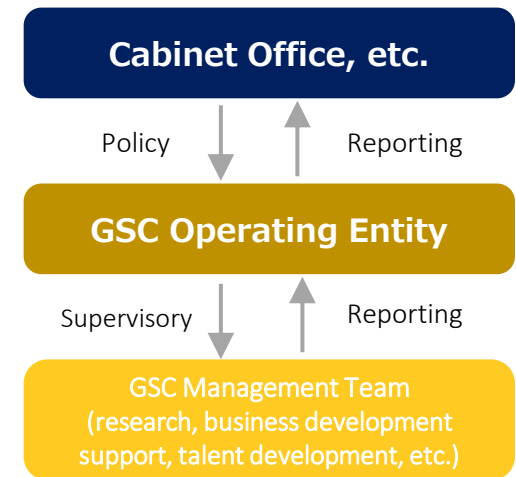 Cabinet Office, etc.
Policy
Reporting
GSC Operating Entity
Supervisory
Reporting
GSC Management Team
(research, business development
support, talent development, etc.)